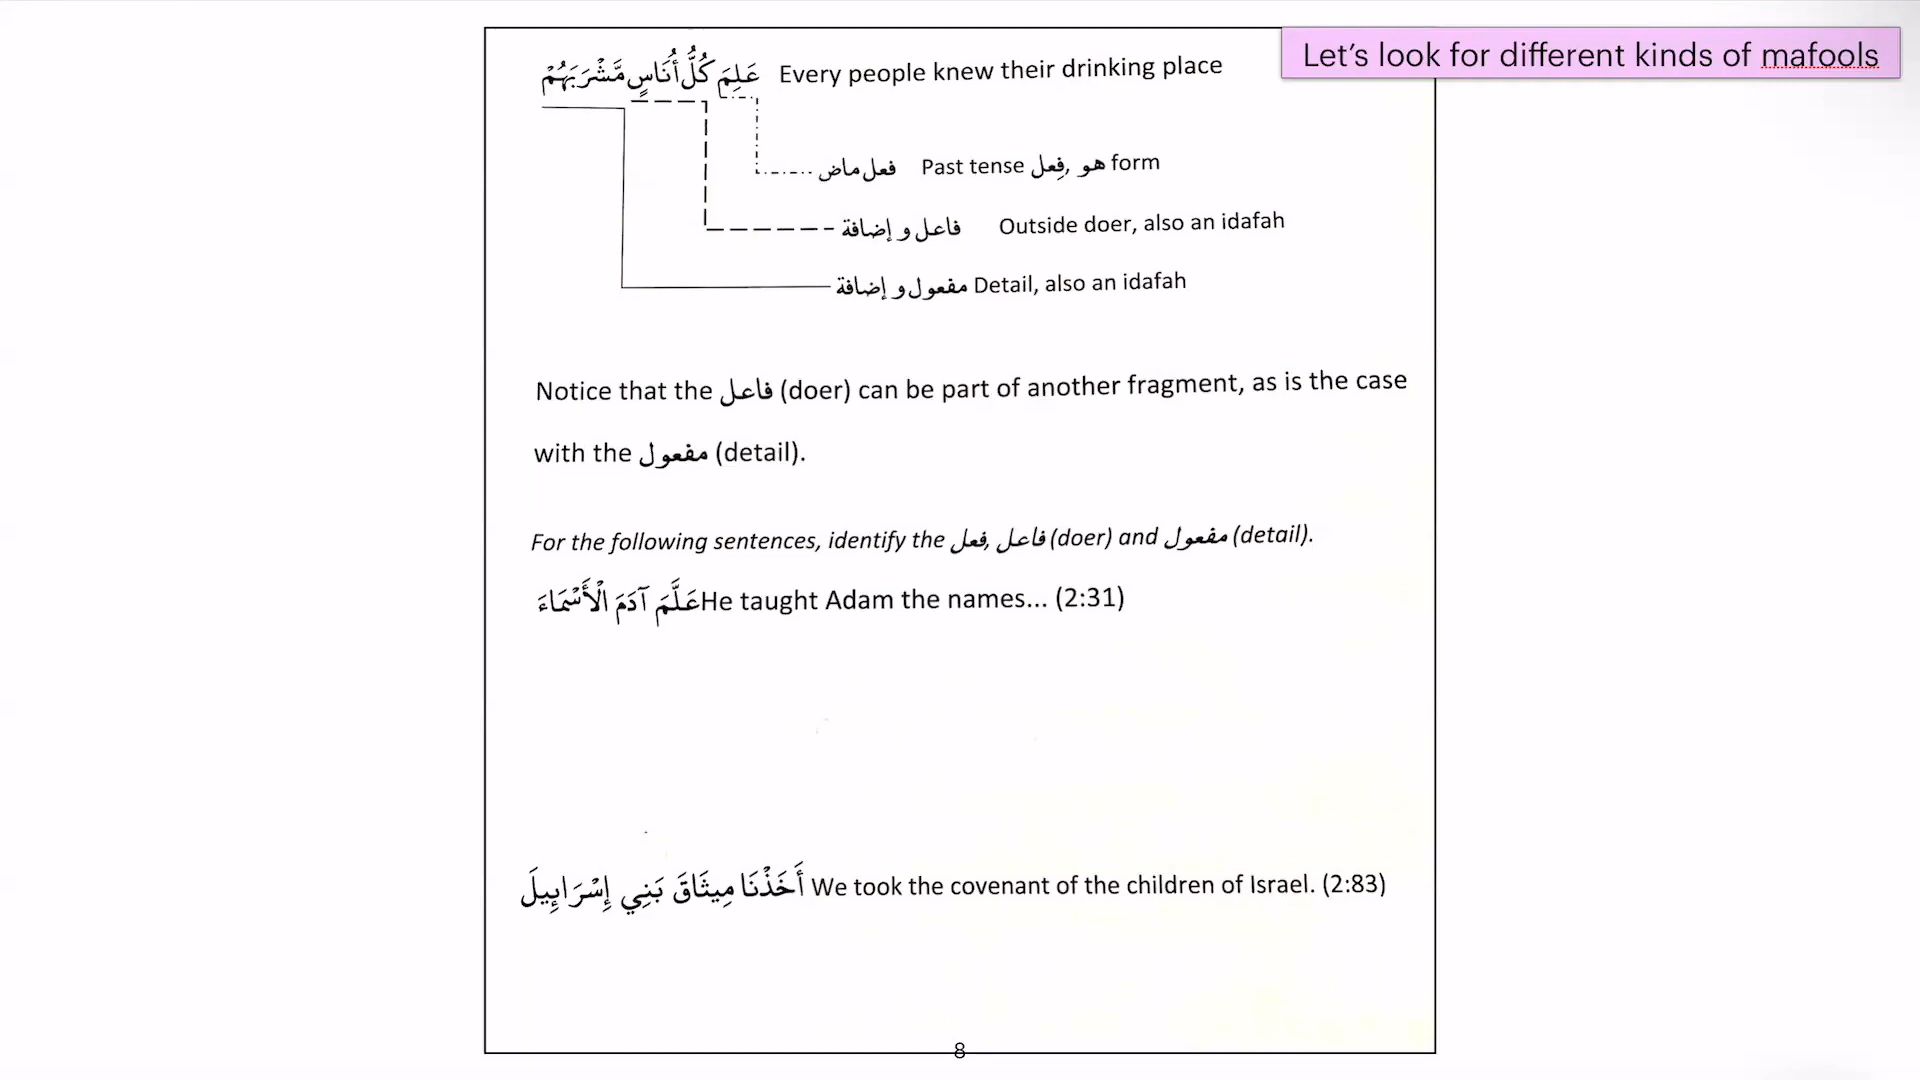 Let's look for different kinds of mafools
عَلِمَ كُلُّ أُنَاسٍ مَّشْرَبَهُمْ Every people knew their drinking place
فعل ماض Past tense فِعل, هو form
فاعل و إضافة Outside doer, also an idafah
مفعول و إضافة Detail, also an idafah
Notice that the فاعل (doer) can be part of another fragment, as is the case
with the مفعول (detail).
For the following sentences, identify the فعل, فاعل (doer) and مفعول (detail).
عَلَّمَ آدَمَ الْأَسْمَاءَ He taught Adam the names... (2:31)
أَخَذْنَا مِيثَاقَ بَنِي إِسْرَايِٕيلَ We took the covenant of the children of Israel. (2:83)
8